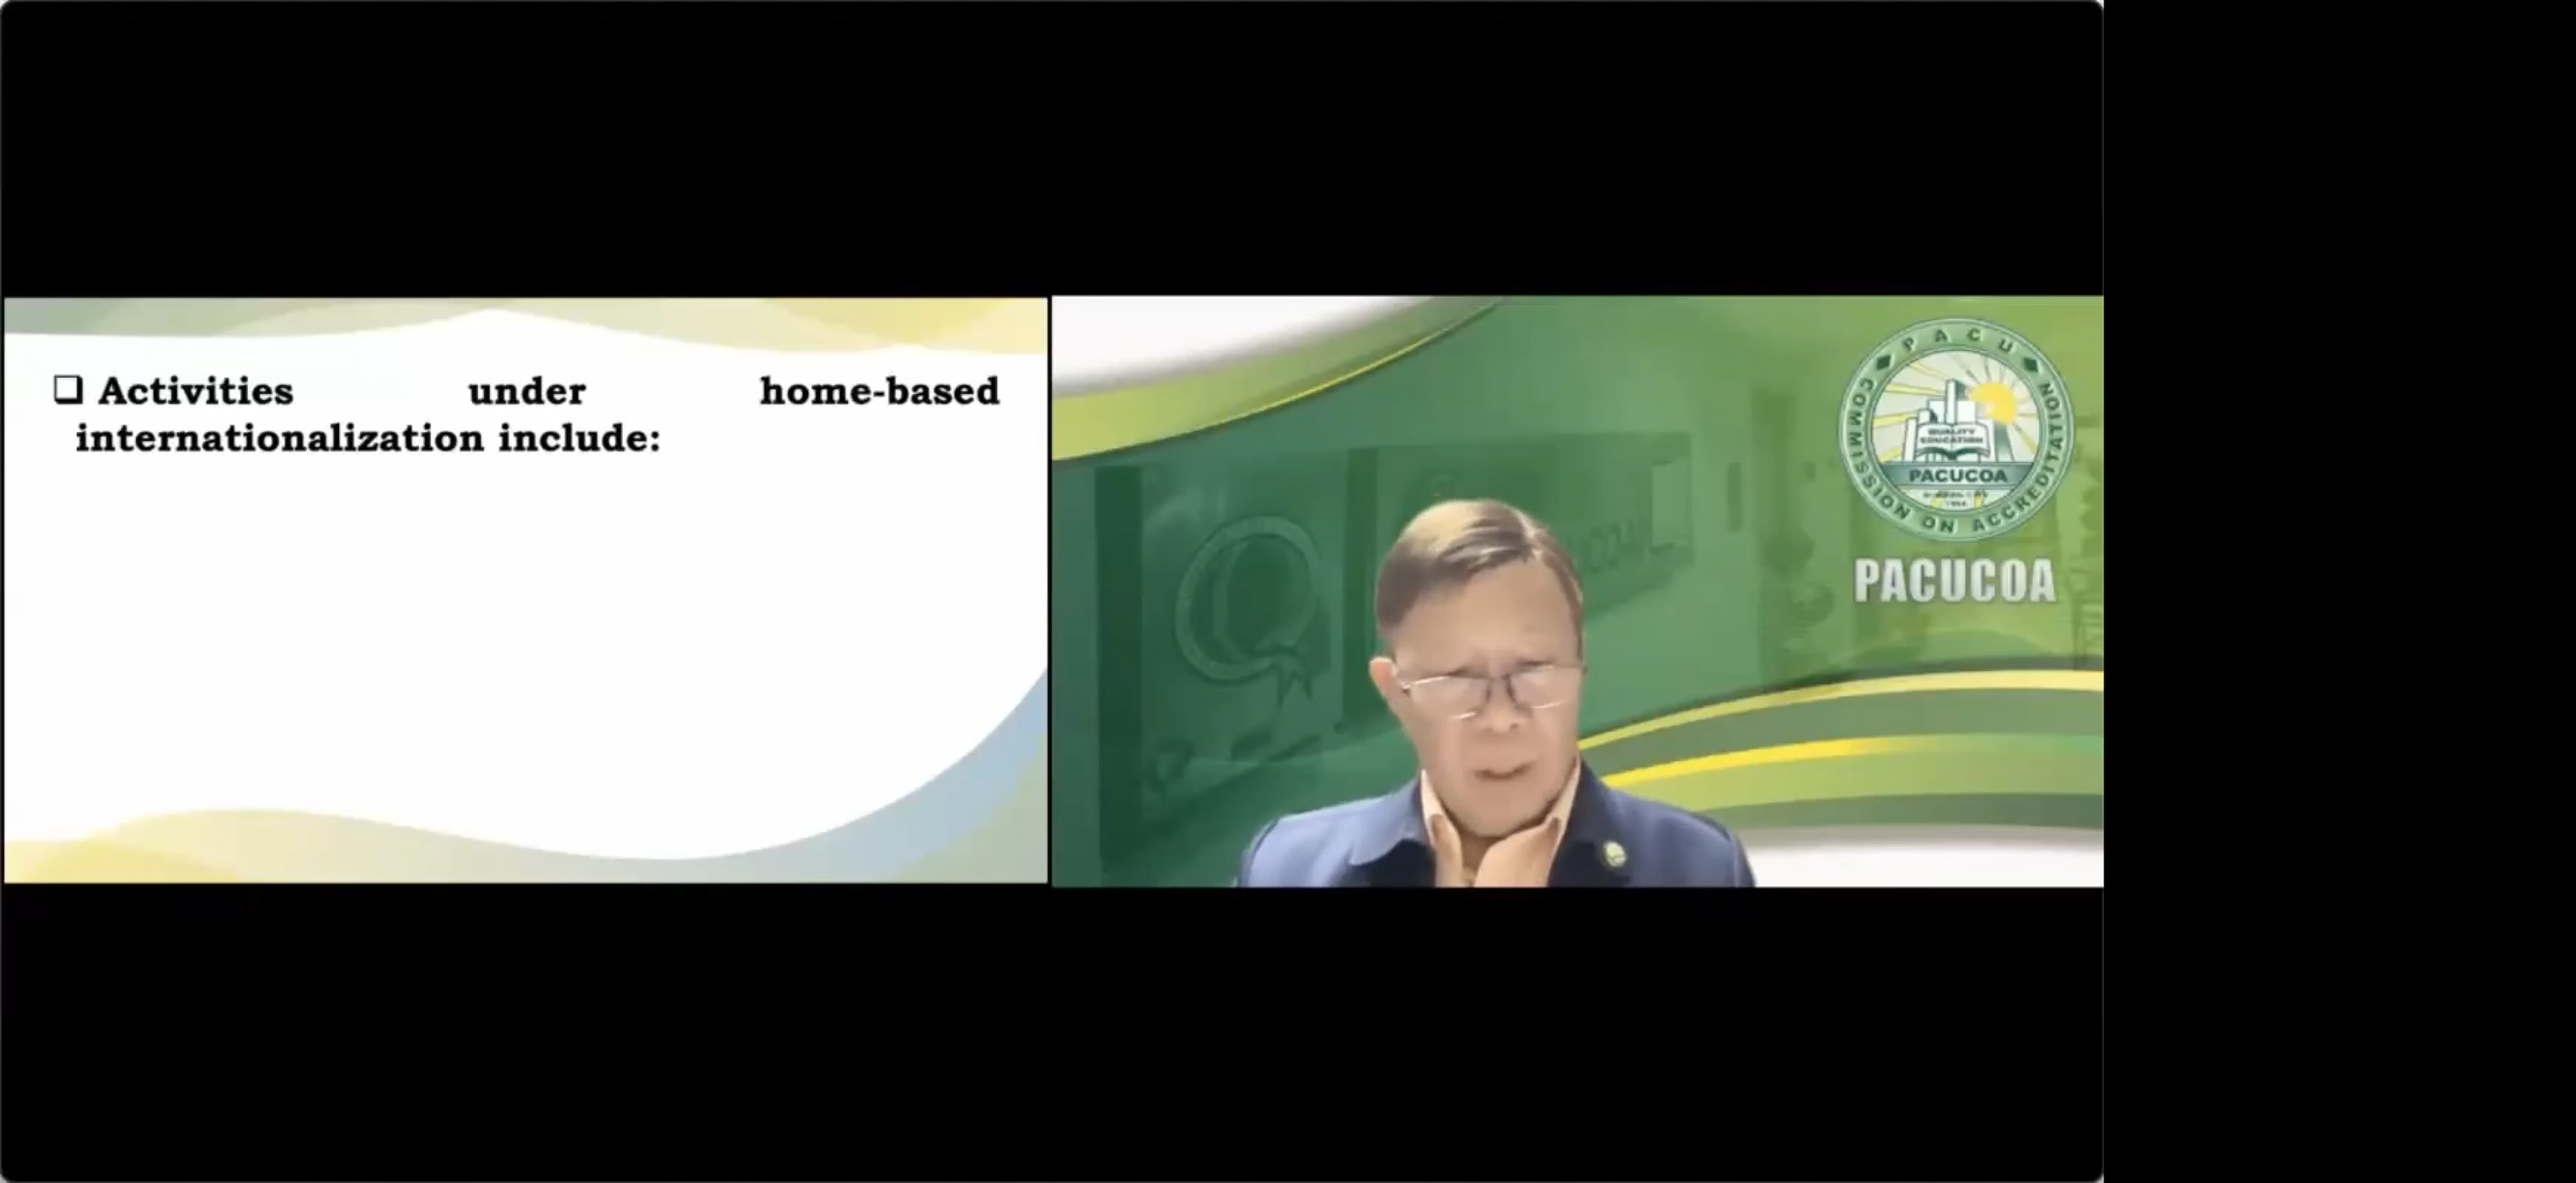 ❑ Activities under home-based
internationalization include:
PACU
COMMISSION ON ACCREDITATION
QUALITY
EDUCATION
PACUCOA
PACUCOA